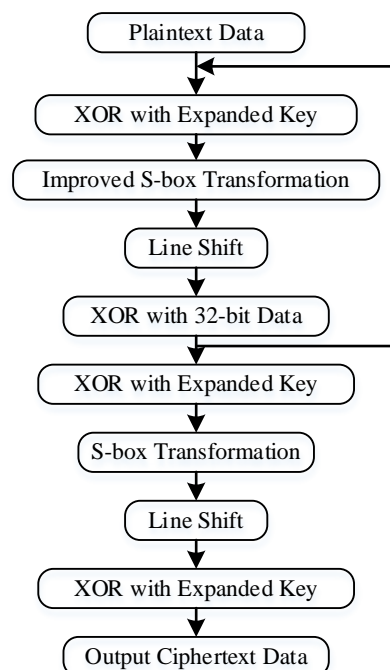 Plaintext Data
XOR with Expanded Key
Improved S-box Transformation
Line Shift
XOR with 32-bit Data
XOR with Expanded Key
S-box Transformation
Line Shift
XOR with Expanded Key
Output Ciphertext Data